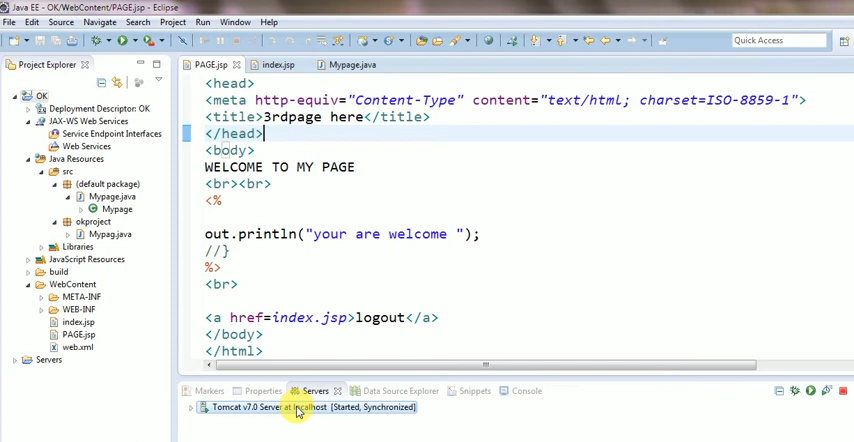 Java EE - OK/WebContent/PAGE.jsp - Eclipse
File Edit Source Navigate Search Project Run Window Help
Quick Access
Project Explorer
OK
Deployment Descriptor: OK
JAX-WS Web Services
Service Endpoint Interfaces
Web Services
Java Resources
src
(default package)
Mypage.java
Mypage
okproject
Mypag.java
Libraries
JavaScript Resources
build
WebContent
META-INF
WEB-INF
index.jsp
PAGE.jsp
web.xml
Servers
PAGE.jsp index.jsp Mypage.java
<head>
<meta http-equiv="Content-Type" content="text/html; charset=ISO-8859-1">
<title>3rdpage here</title>
</head>
<body>
WELCOME TO MY PAGE
<br><br>
<%
out.println("your are welcome ");
//}
%>
<br>
<a href=index.jsp>logout</a>
</body>
</html>
Markers Properties Servers Data Source Explorer Snippets Console
Tomcat v7.0 Server at localhost [Started, Synchronized]